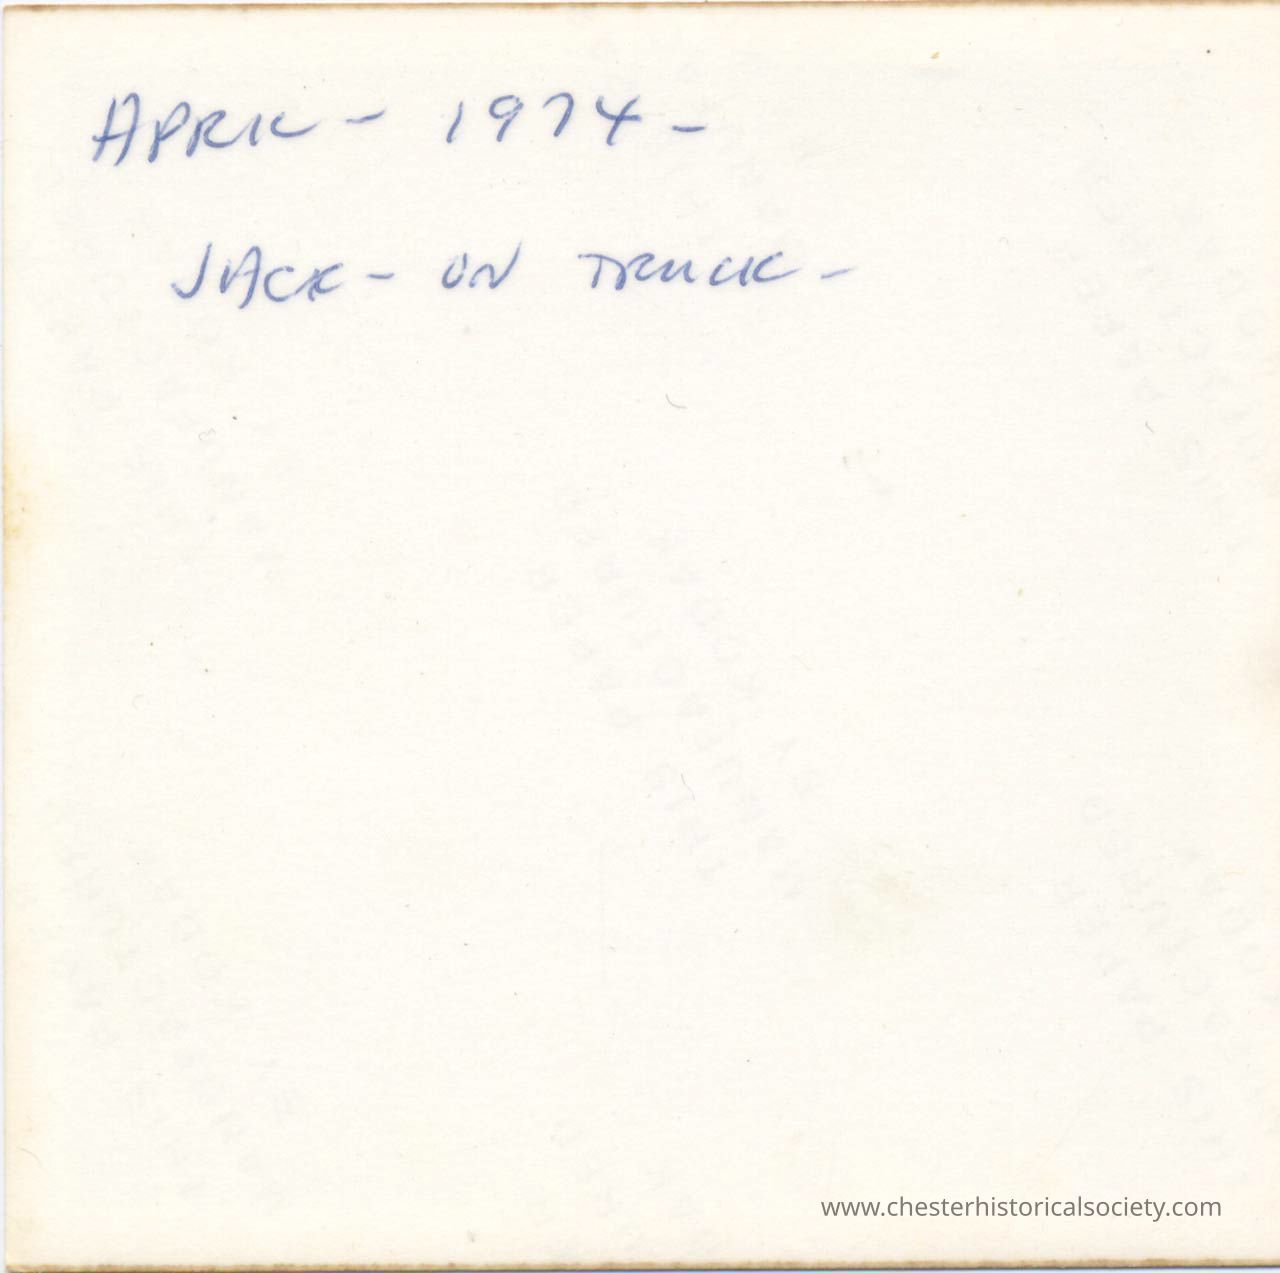 APRIL - 1974 -
JACK - ON TRUCK -
www.chesterhistoricalsociety.com